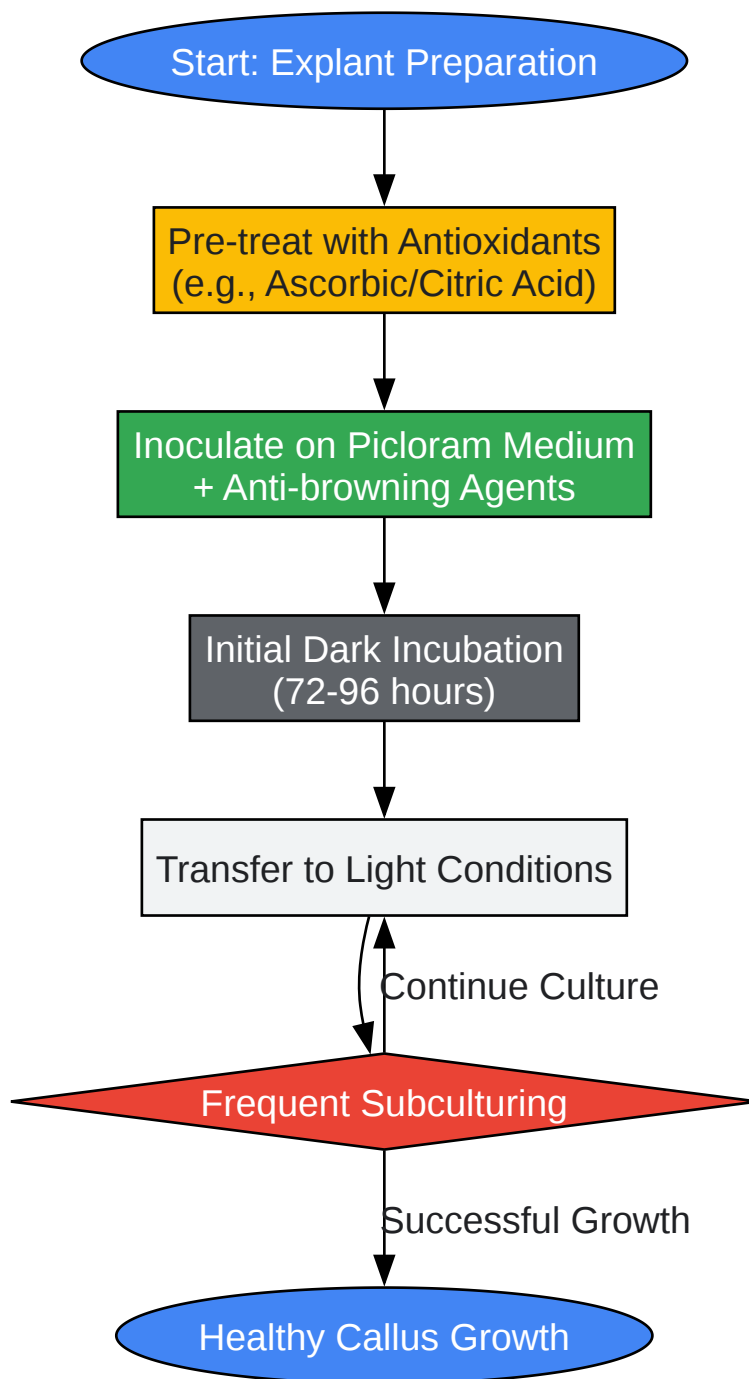 Start: Explant Preparation
Pre-treat with Antioxidants
(e.g., Ascorbic/Citric Acid)
Inoculate on Picloram Medium
+ Anti-browning Agents
Initial Dark Incubation
(72-96 hours)
Transfer to Light Conditions
Continue Culture
Frequent Subculturing
Successful Growth
Healthy Callus Growth